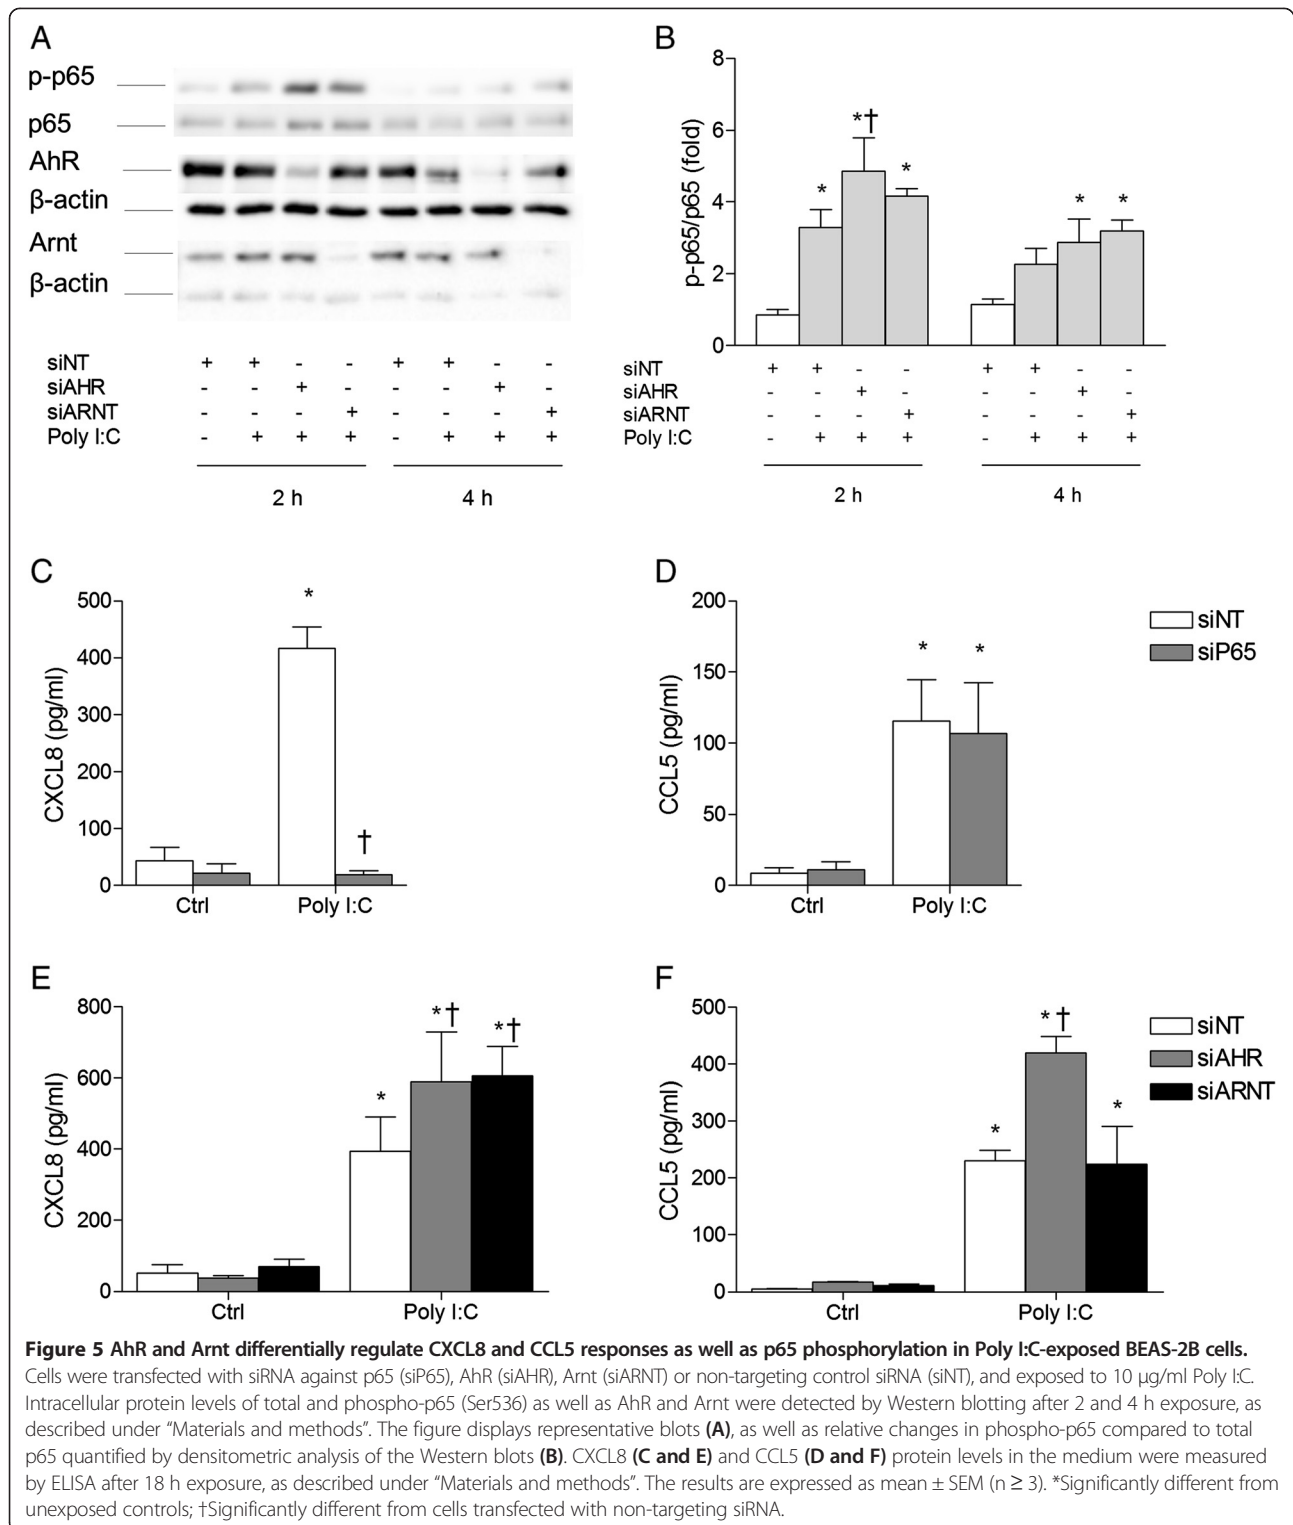 A
p-p65
p65
AhR
β-actin
Arnt
β-actin
siNT + + - - + + - -
siAHR - - + - - - + -
siARNT - - - + - - - +
Poly I:C - + + + - + + +
2 h 4 h
B
p-p65/p65 (fold)
8
6
4
2
0
*
*†
*
*
*
siNT + + - - + + - -
siAHR - - + - - - + -
siARNT - - - + - - - +
Poly I:C - + + + - + + +
2 h 4 h
C
CXCL8 (pg/ml)
500
400
300
200
100
0
*
†
Ctrl Poly I:C
D
CCL5 (pg/ml)
200
150
100
50
0
* *
Ctrl Poly I:C
siNT
siP65
E
CXCL8 (pg/ml)
800
600
400
200
0
*
*†
*†
Ctrl Poly I:C
F
CCL5 (pg/ml)
500
400
300
200
100
0
*
*†
*
Ctrl Poly I:C
siNT
siAHR
siARNT
Figure 5 AhR and Arnt differentially regulate CXCL8 and CCL5 responses as well as p65 phosphorylation in Poly I:C-exposed BEAS-2B cells.
Cells were transfected with siRNA against p65 (siP65), AhR (siAHR), Arnt (siARNT) or non-targeting control siRNA (siNT), and exposed to 10 μg/ml Poly I:C.
Intracellular protein levels of total and phospho-p65 (Ser536) as well as AhR and Arnt were detected by Western blotting after 2 and 4 h exposure, as
described under “Materials and methods”. The figure displays representative blots (A), as well as relative changes in phospho-p65 compared to total
p65 quantified by densitometric analysis of the Western blots (B). CXCL8 (C and E) and CCL5 (D and F) protein levels in the medium were measured
by ELISA after 18 h exposure, as described under “Materials and methods”. The results are expressed as mean ± SEM (n ≥ 3). *Significantly different from
unexposed controls; †Significantly different from cells transfected with non-targeting siRNA.